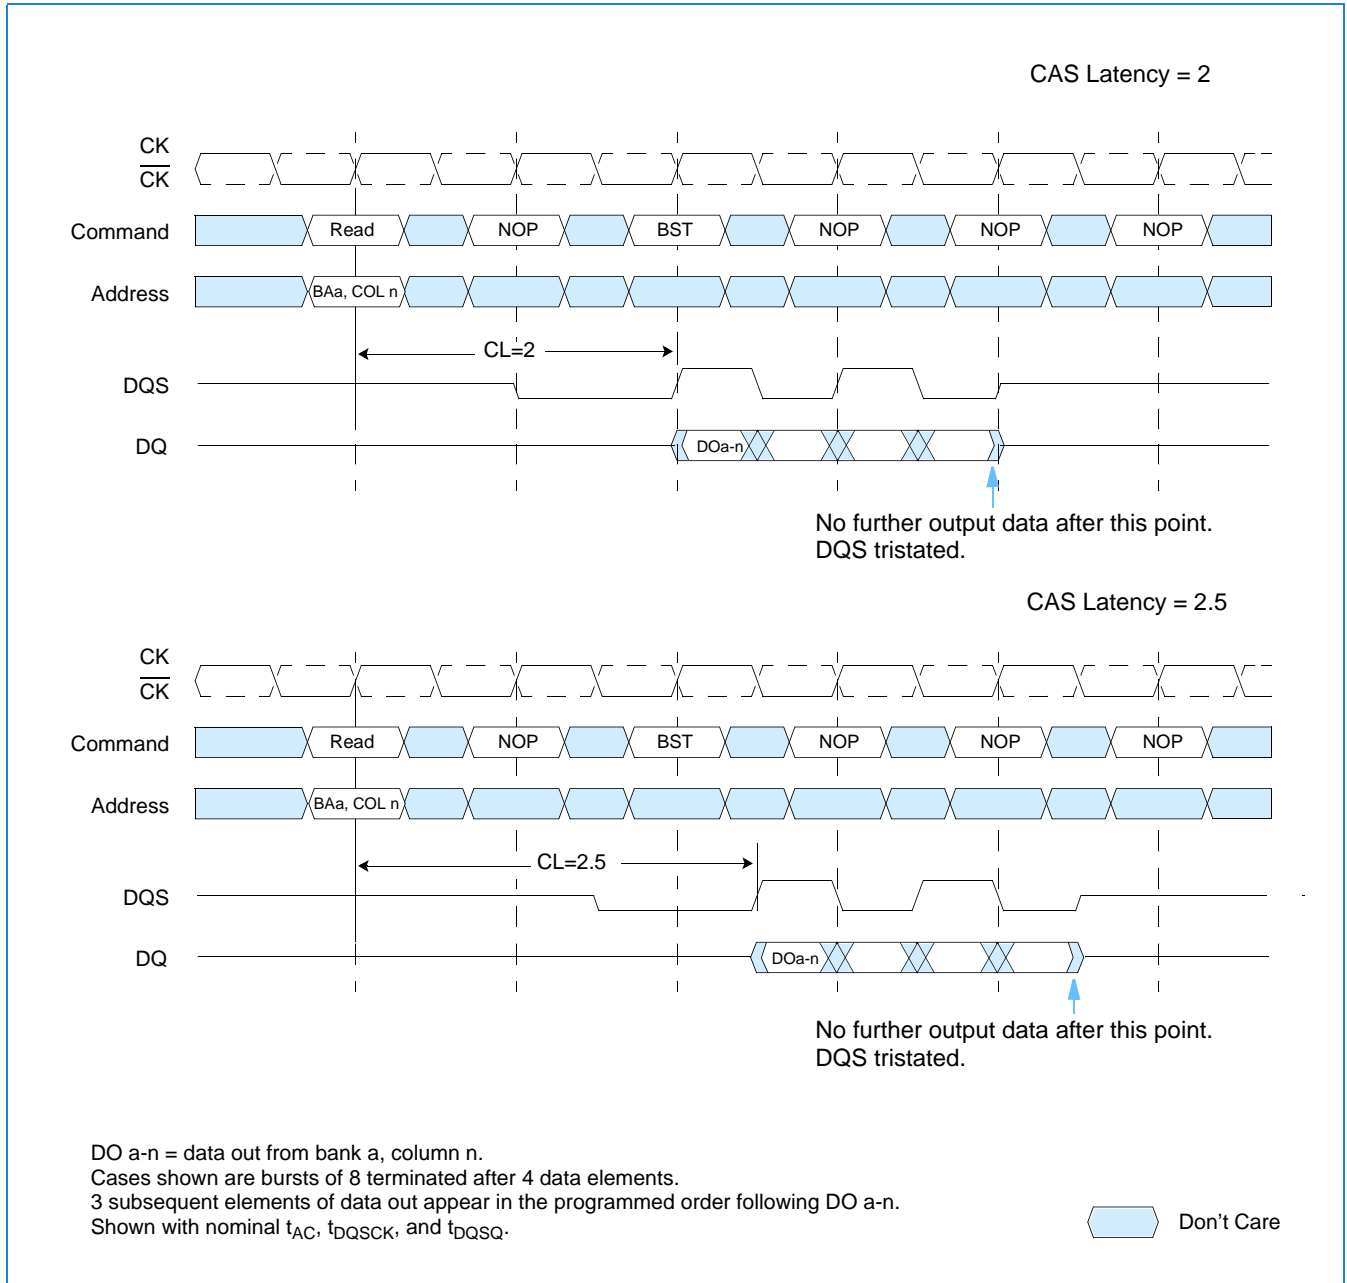 CAS Latency = 2
CK
CK
Command Read NOP BST NOP NOP NOP
Address BAa, COL n
CL=2
DQS
DQ DOa-n
No further output data after this point.
DQS tristated.
CAS Latency = 2.5
CK
CK
Command Read NOP BST NOP NOP NOP
Address BAa, COL n
CL=2.5
DQS
DQ DOa-n
No further output data after this point.
DQS tristated.
DO a-n = data out from bank a, column n.
Cases shown are bursts of 8 terminated after 4 data elements.
3 subsequent elements of data out appear in the programmed order following DO a-n.
Shown with nominal tAC, tDQSCK, and tDQSQ.
Don't Care